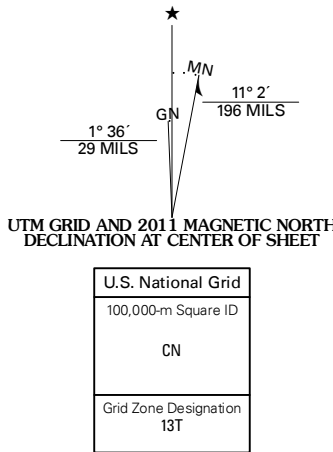 ★
MN
GN
11° 2´
196 MILS
1° 36´
29 MILS
UTM GRID AND 2011 MAGNETIC NORTH
DECLINATION AT CENTER OF SHEET
U.S. National Grid
100,000-m Square ID
CN
Grid Zone Designation
13T